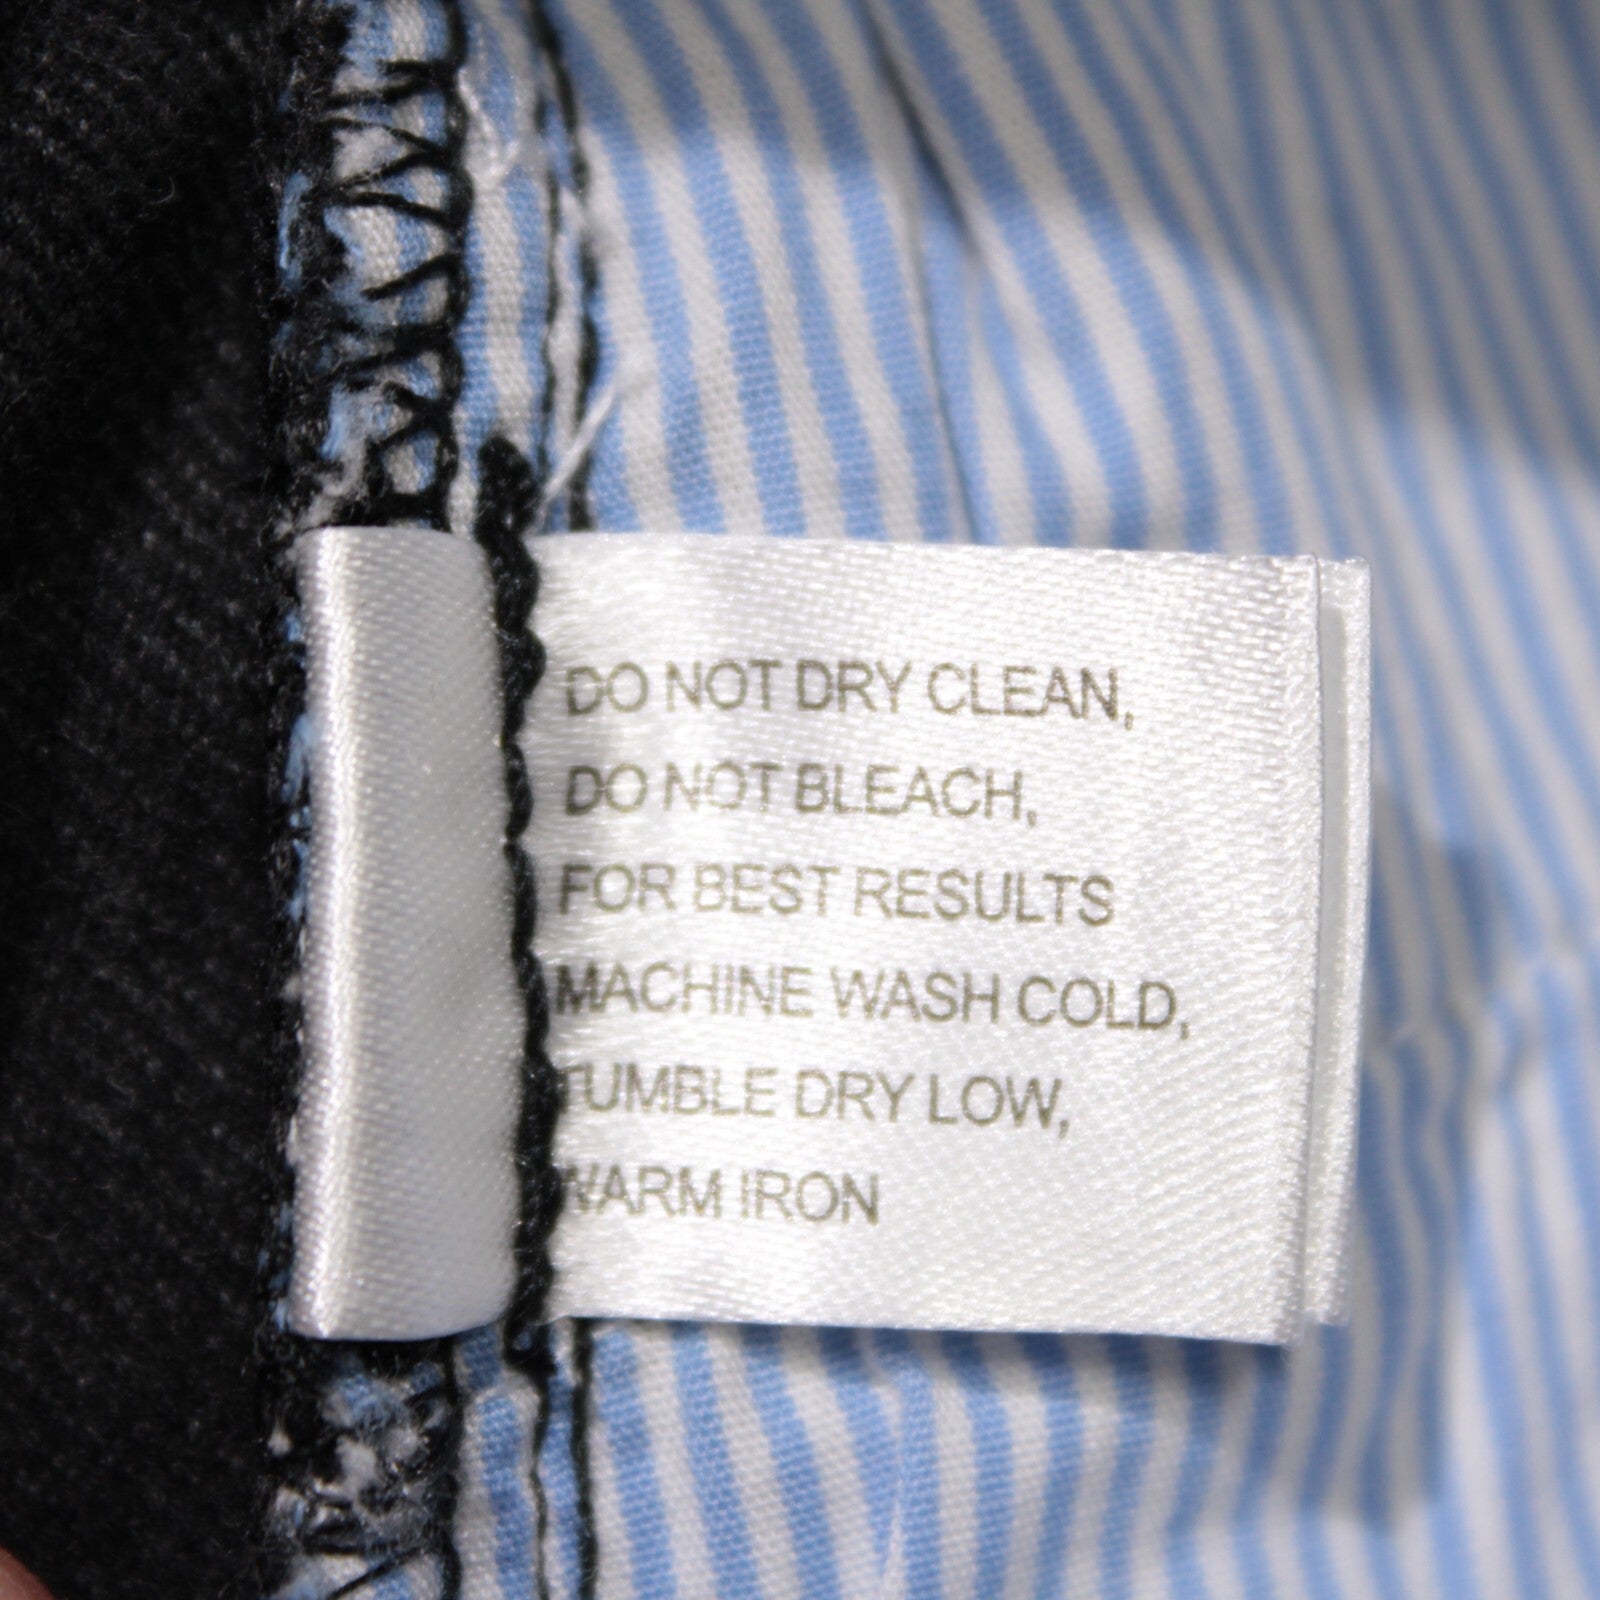 DO NOT DRY CLEAN,
DO NOT BLEACH,
FOR BEST RESULTS
MACHINE WASH COLD,
TUMBLE DRY LOW,
WARM IRON